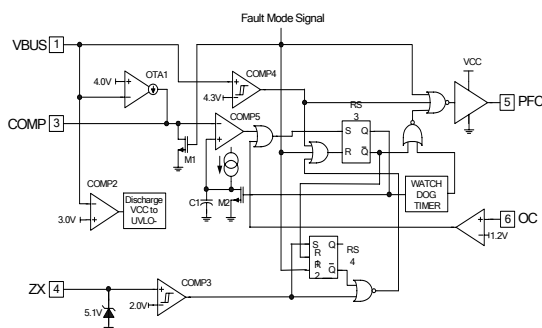 Fault Mode Signal
VBUS 1
VCC
4.0V
OTA1
COMP4
4.3V
RS
3
5 PFC
COMP 3
COMP5
S Q
R Q
M1
C1
M2
WATCH
DOG
TIMER
COMP2
3.0V
Discharge
VCC to
UVLO-
6 OC
1.2V
S Q
R
1
R
2 Q
RS
4
ZX 4
COMP3
5.1V
2.0V